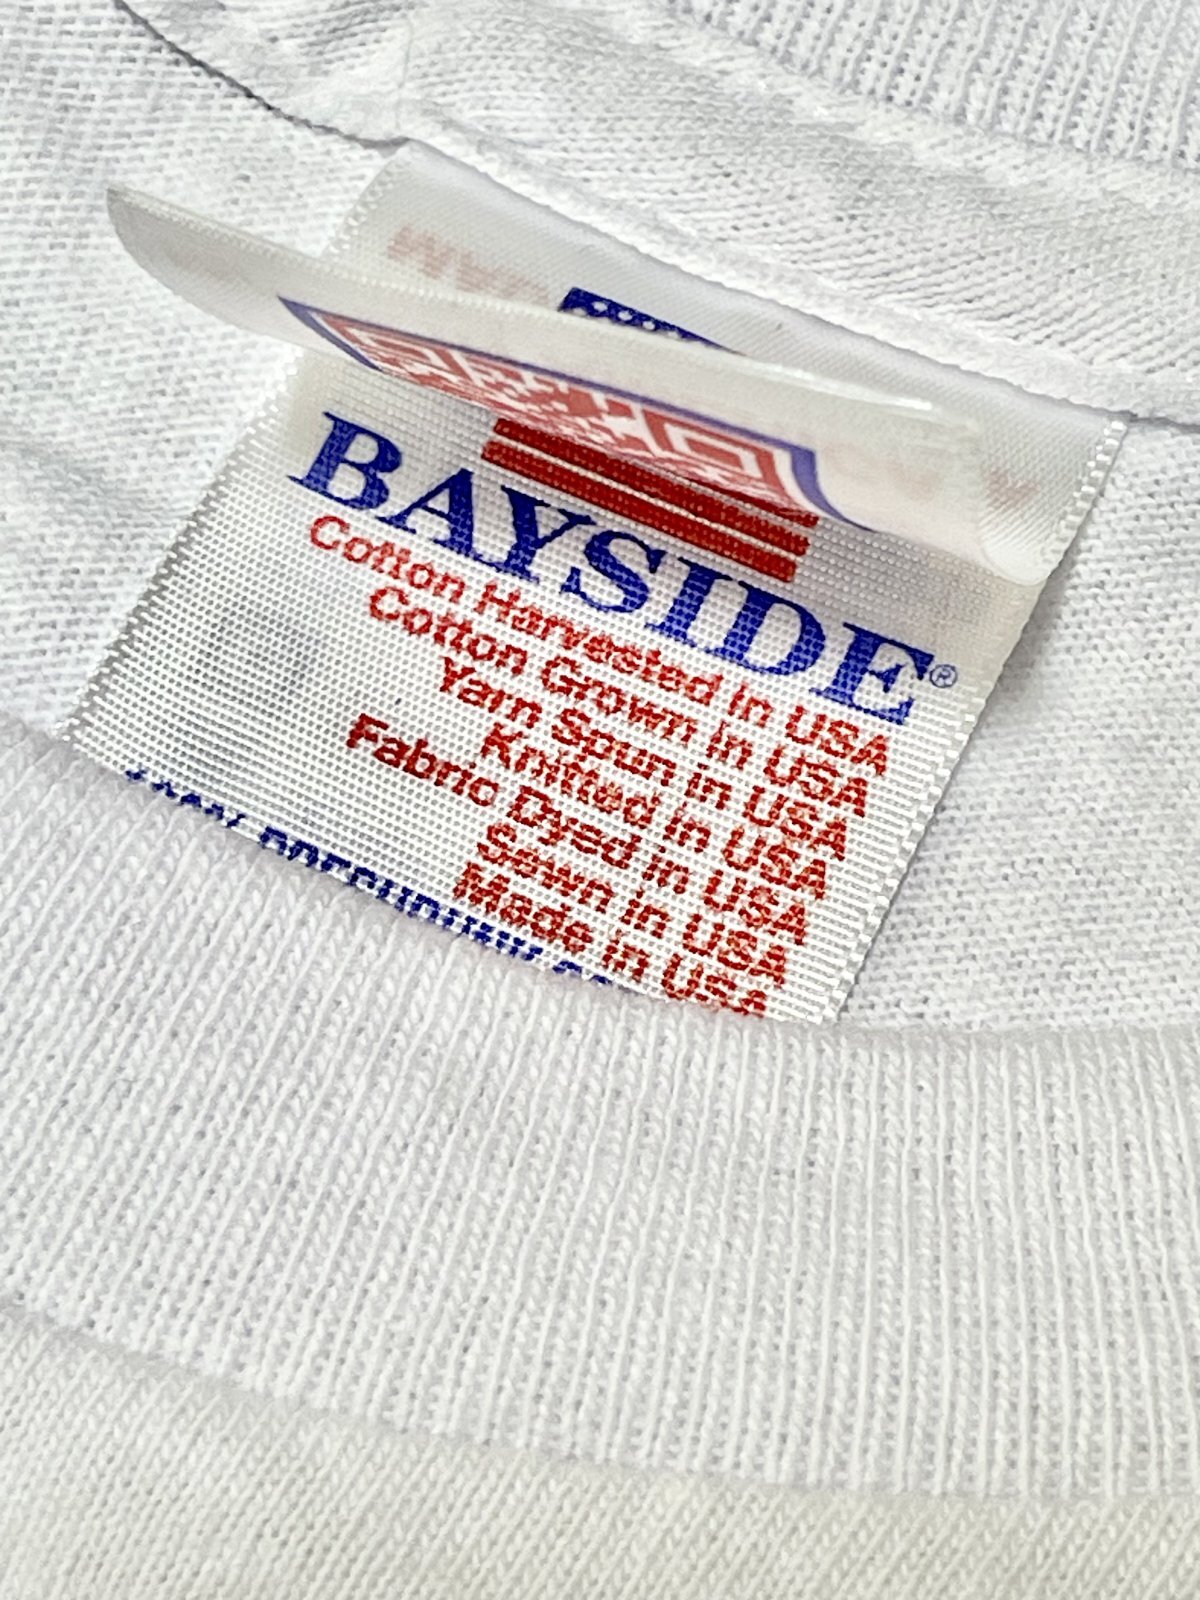 BAYSIDE®
Cotton Harvested in USA
Cotton Grown in USA
Yarn Spun in USA
Knitted in USA
Fabric Dyed in USA
Sewn in USA
Made in USA